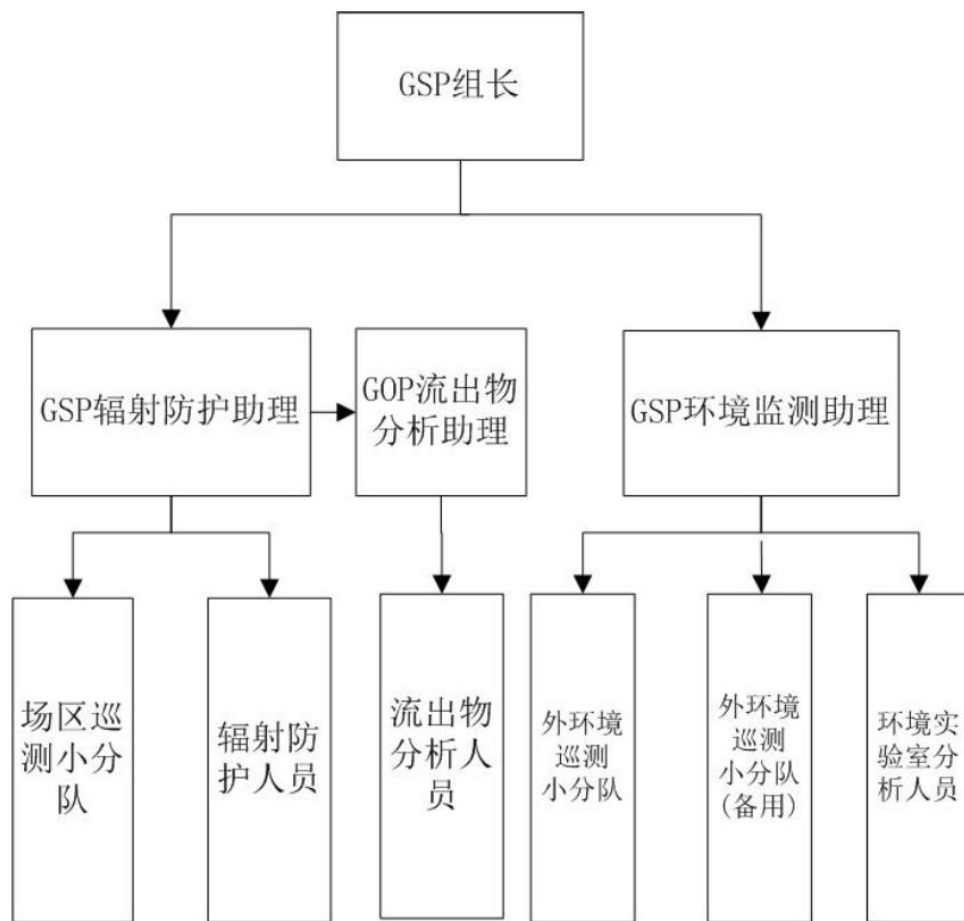 GSP组长
GSP辐射防护助理
GOP流出物
分析助理
GSP环境监测助理
场区巡
测小分
队
辐射防
护人员
流出物
分析人
员
外环境
巡测
小分队
外环境
巡测
小分队
(备用)
环境实
验室分
析人员